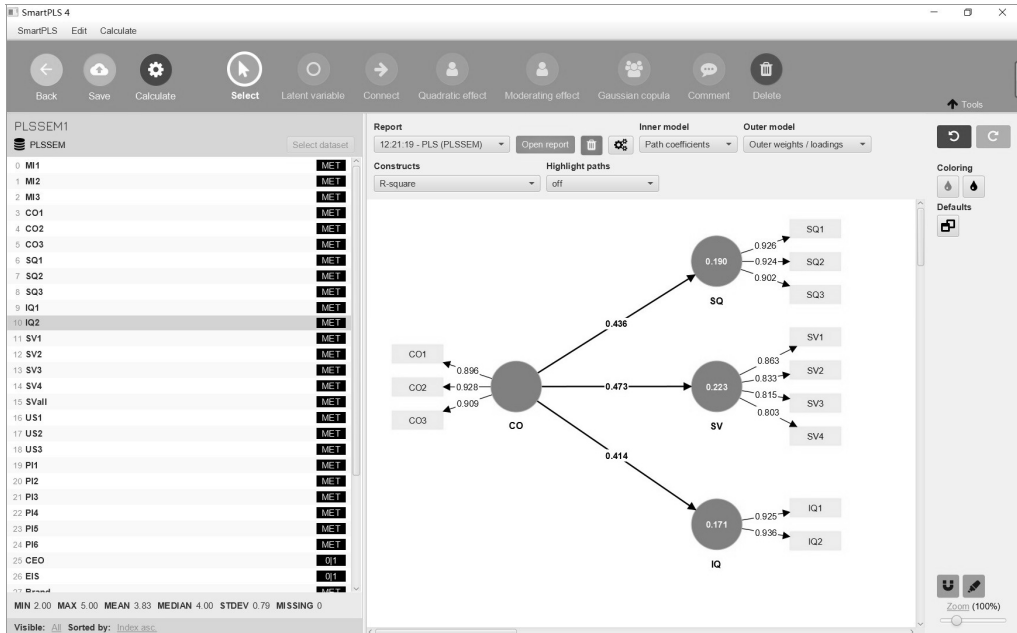 SmartPLS 4
SmartPLS Edit Calculate
Back Save Calculate Select Latent variable Connect Quadratic effect Moderating effect Gaussian copula Comment Delete
Tools
PLSSEM1
PLSSEM Select dataset
0 MI1 MET
1 MI2 MET
2 MI3 MET
3 CO1 MET
4 CO2 MET
5 CO3 MET
6 SQ1 MET
7 SQ2 MET
8 SQ3 MET
9 IQ1 MET
10 IQ2 MET
11 SV1 MET
12 SV2 MET
13 SV3 MET
14 SV4 MET
15 SVall MET
16 US1 MET
17 US2 MET
18 US3 MET
19 PI1 MET
20 PI2 MET
21 PI3 MET
22 PI4 MET
23 PI5 MET
24 PI6 MET
25 CEO 0|1
26 EIS 0|1
27 Brand MET
MIN 2.00 MAX 5.00 MEAN 3.83 MEDIAN 4.00 STDEV 0.79 MISSING 0
Visible: All Sorted by: Index asc.
Report
12:21:19 - PLS (PLSSEM)
Open report
Inner model
Path coefficients
Outer model
Outer weights / loadings
Constructs
R-square
Highlight paths
off
CO1
CO2
CO3
0.896
0.928
0.909
CO
0.436
0.473
0.414
0.190
SQ
0.926
0.924
0.902
SQ1
SQ2
SQ3
0.223
SV
0.863
0.833
0.815
0.803
SV1
SV2
SV3
SV4
0.171
IQ
0.925
0.936
IQ1
IQ2
Coloring
Defaults
Zoom (100%)